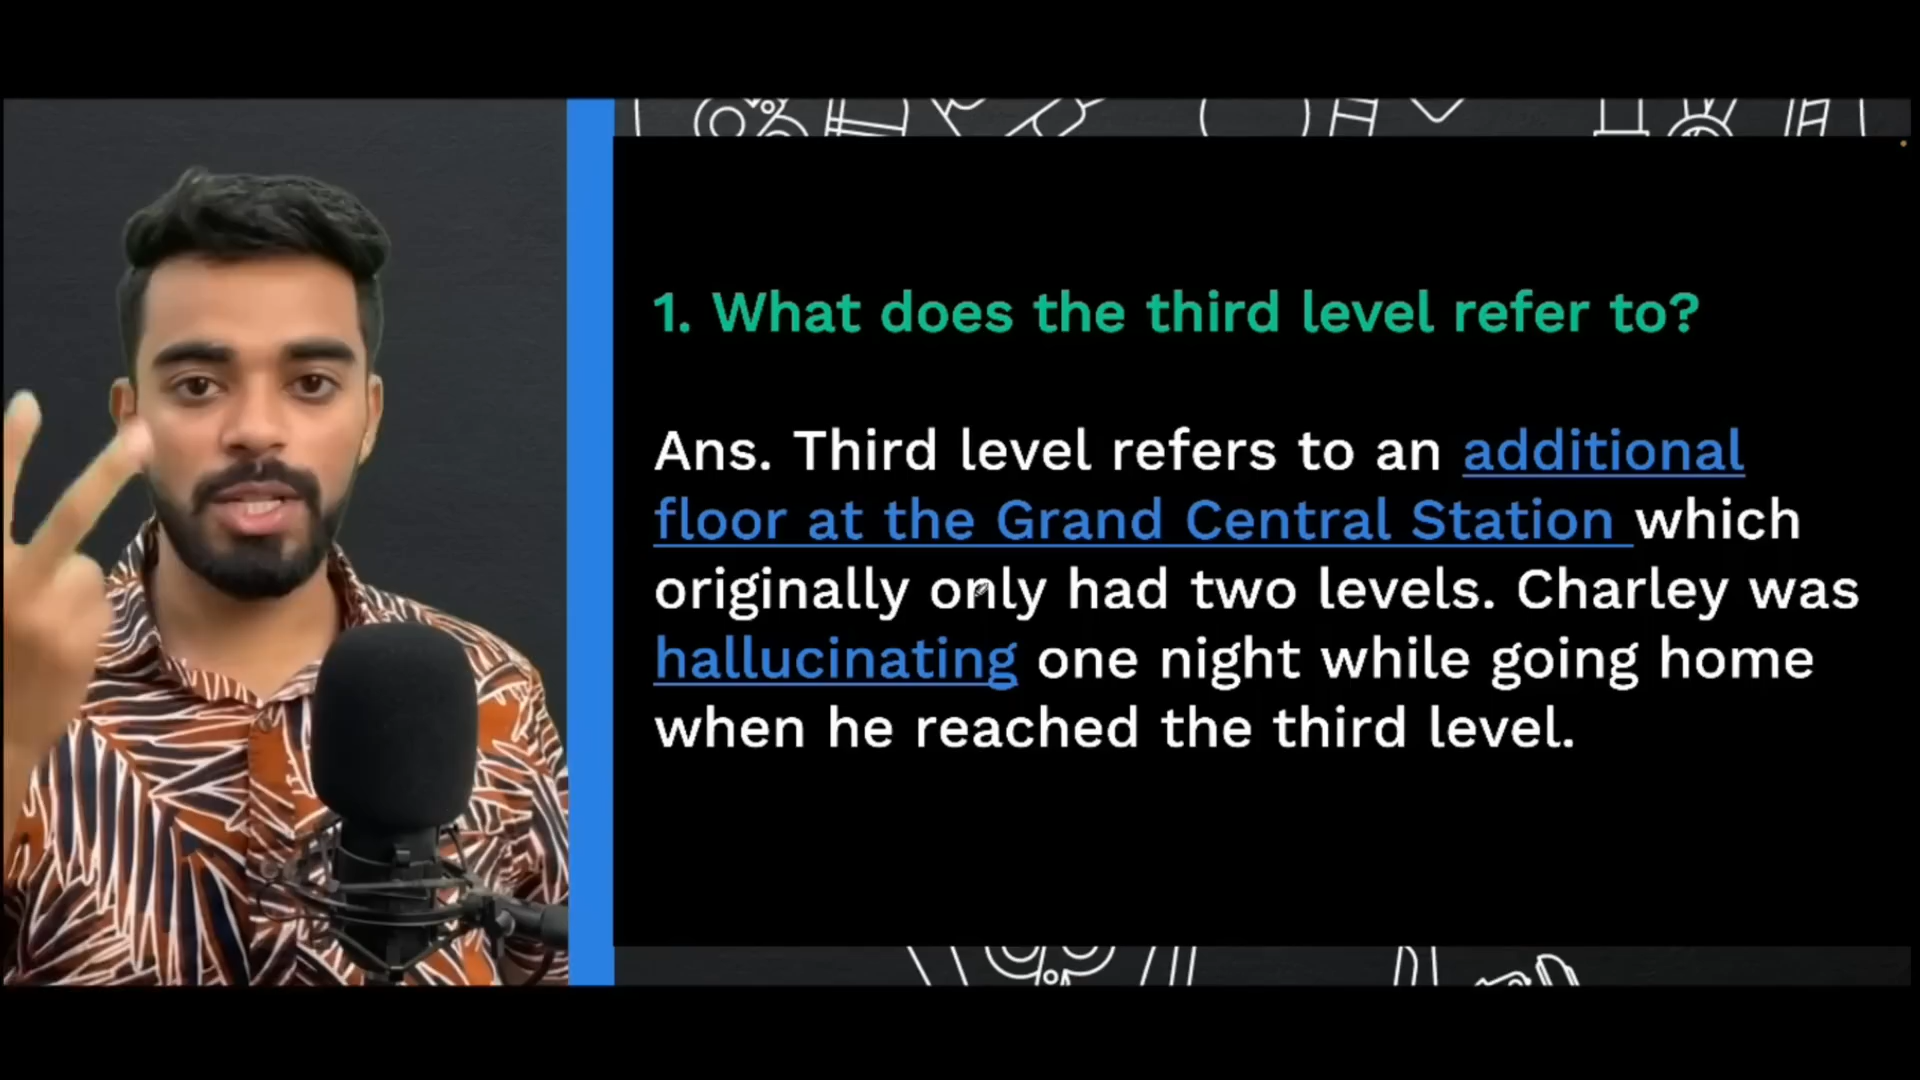 1. What does the third level refer to?
Ans. Third level refers to an additional
floor at the Grand Central Station which
originally only had two levels. Charley was
hallucinating one night while going home
when he reached the third level.